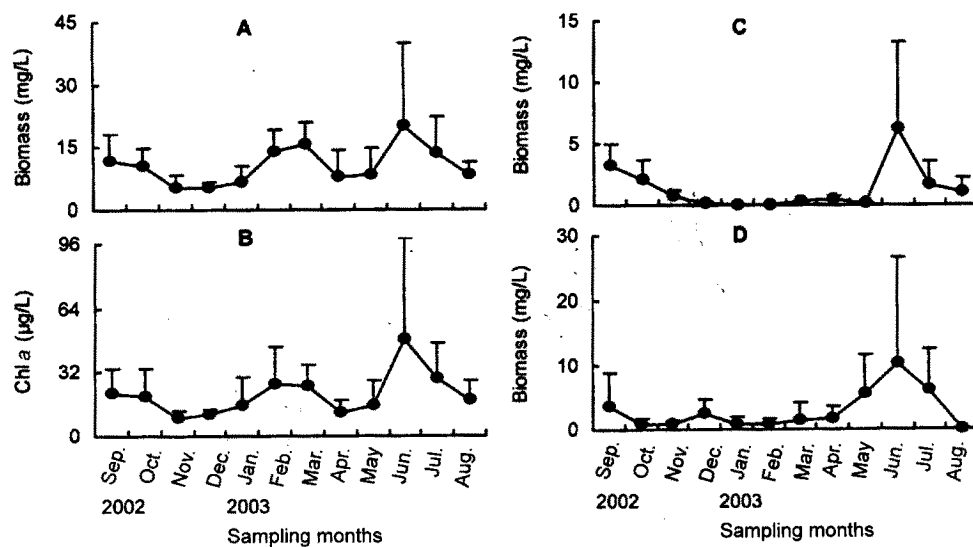 A
Biomass (mg/L)
45
30
15
0
B
Chl a (µg/L)
96
64
32
0
Sep. Oct. Nov. Dec. Jan. Feb. Mar. Apr. May Jun. Jul. Aug.
2002 2003
Sampling months
C
Biomass (mg/L)
15
10
5
0
D
Biomass (mg/L)
30
20
10
0
Sep. Oct. Nov. Dec. Jan. Feb. Mar. Apr. May Jun. Jul. Aug.
2002 2003
Sampling months